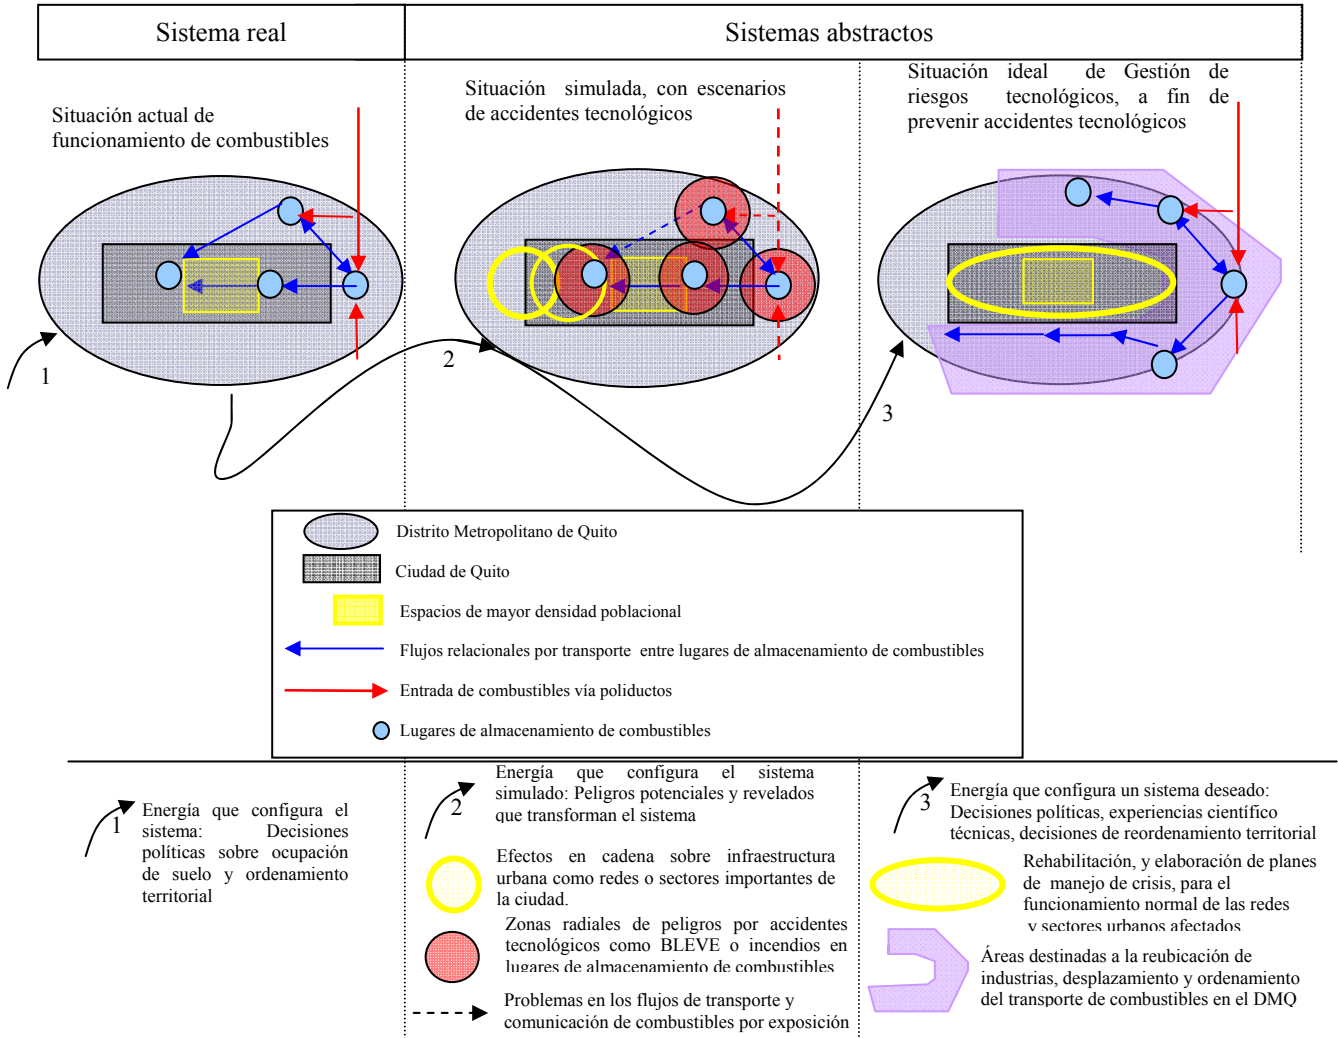 Sistema real
Sistemas abstractos
Situación actual de
funcionamiento de combustibles
Situación simulada, con escenarios
de accidentes tecnológicos
Situación ideal de Gestión de
riesgos tecnológicos, a fin de
prevenir accidentes tecnológicos
1
2
3
Distrito Metropolitano de Quito
Ciudad de Quito
Espacios de mayor densidad poblacional
Flujos relacionales por transporte entre lugares de almacenamiento de combustibles
Entrada de combustibles vía poliductos
Lugares de almacenamiento de combustibles
1
Energía que configura el
sistema: Decisiones
políticas sobre ocupación
de suelo y ordenamiento
territorial
2
Energía que configura el sistema
simulado: Peligros potenciales y revelados
que transforman el sistema
Efectos en cadena sobre infraestructura
urbana como redes o sectores importantes de
la ciudad.
Zonas radiales de peligros por accidentes
tecnológicos como BLEVE o incendios en
lugares de almacenamiento de combustibles
Problemas en los flujos de transporte y
comunicación de combustibles por exposición
3
Energía que configura un sistema deseado:
Decisiones políticas, experiencias científico
técnicas, decisiones de reordenamiento territorial
Rehabilitación, y elaboración de planes
de manejo de crisis, para el
funcionamiento normal de las redes
y sectores urbanos afectados
Áreas destinadas a la reubicación de
industrias, desplazamiento y ordenamiento
del transporte de combustibles en el DMQ